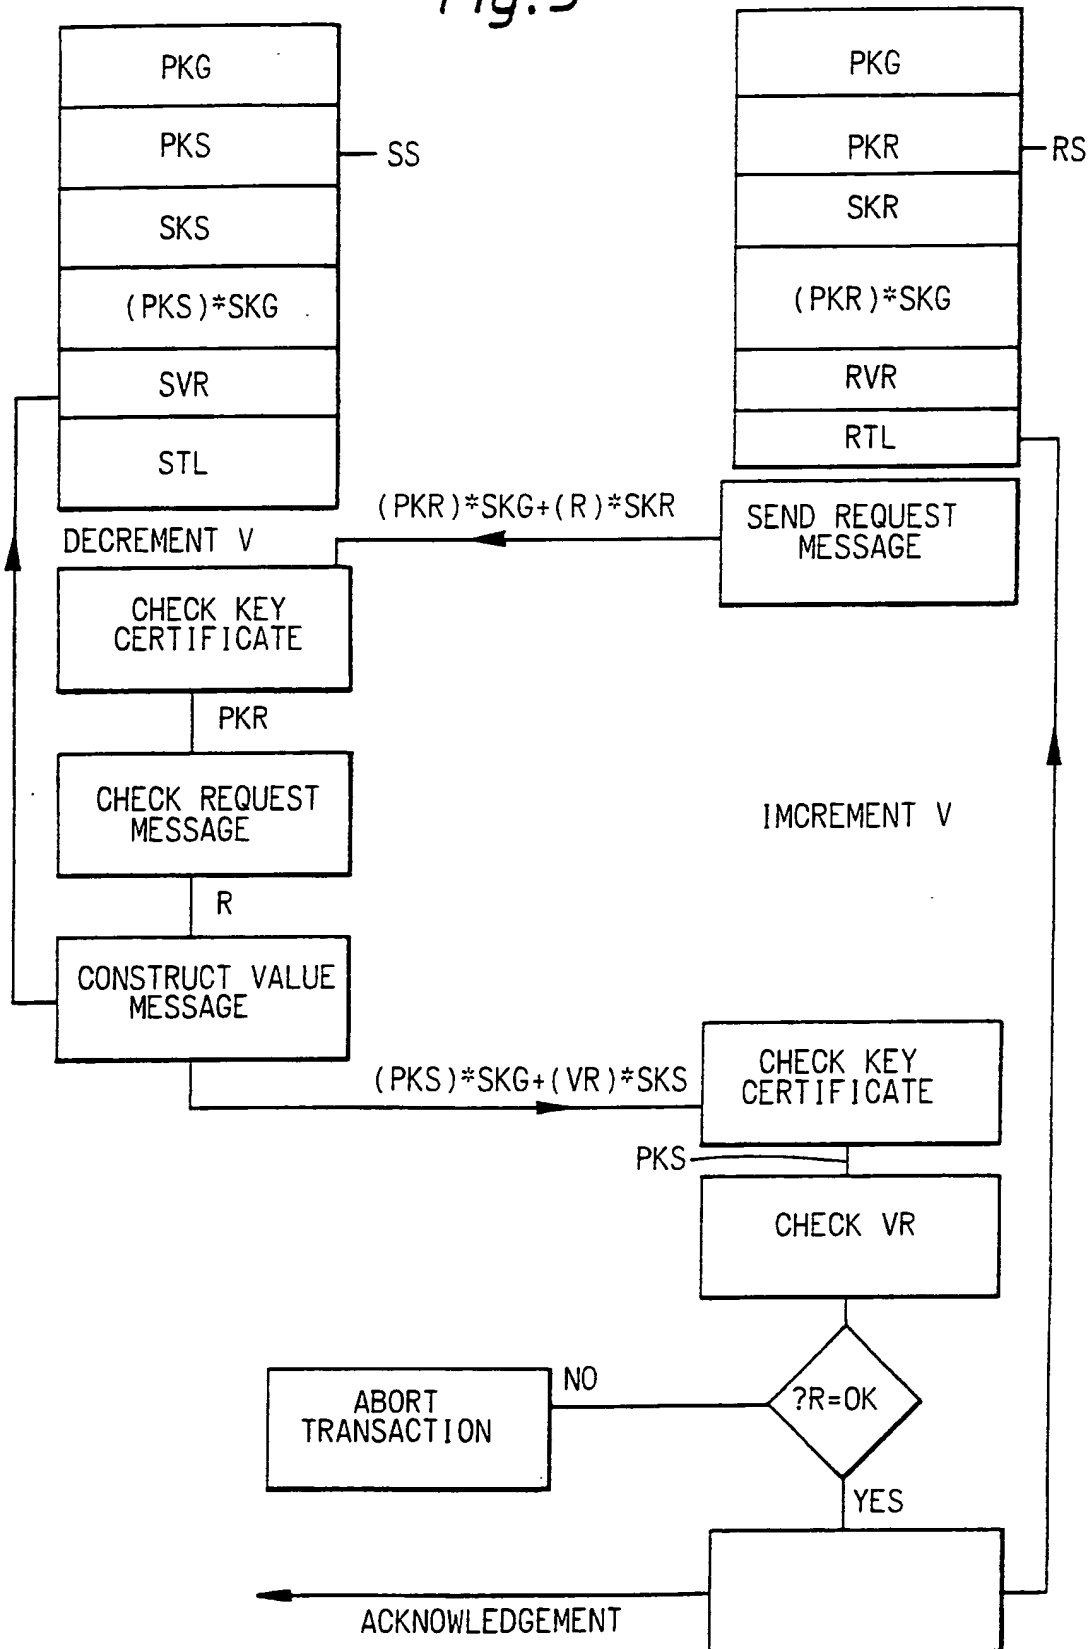 Fig. 5
PKG
PKS
SS
SKS
(PKS)*SKG
SVR
STL
PKG
PKR
RS
SKR
(PKR)*SKG
RVR
RTL
(PKR)*SKG+(R)*SKR
SEND REQUEST
MESSAGE
DECREMENT V
CHECK KEY
CERTIFICATE
PKR
CHECK REQUEST
MESSAGE
IMCREMENT V
R
CONSTRUCT VALUE
MESSAGE
(PKS)*SKG+(VR)*SKS
CHECK KEY
CERTIFICATE
PKS
CHECK VR
?R=OK
NO
ABORT
TRANSACTION
YES
ACKNOWLEDGEMENT